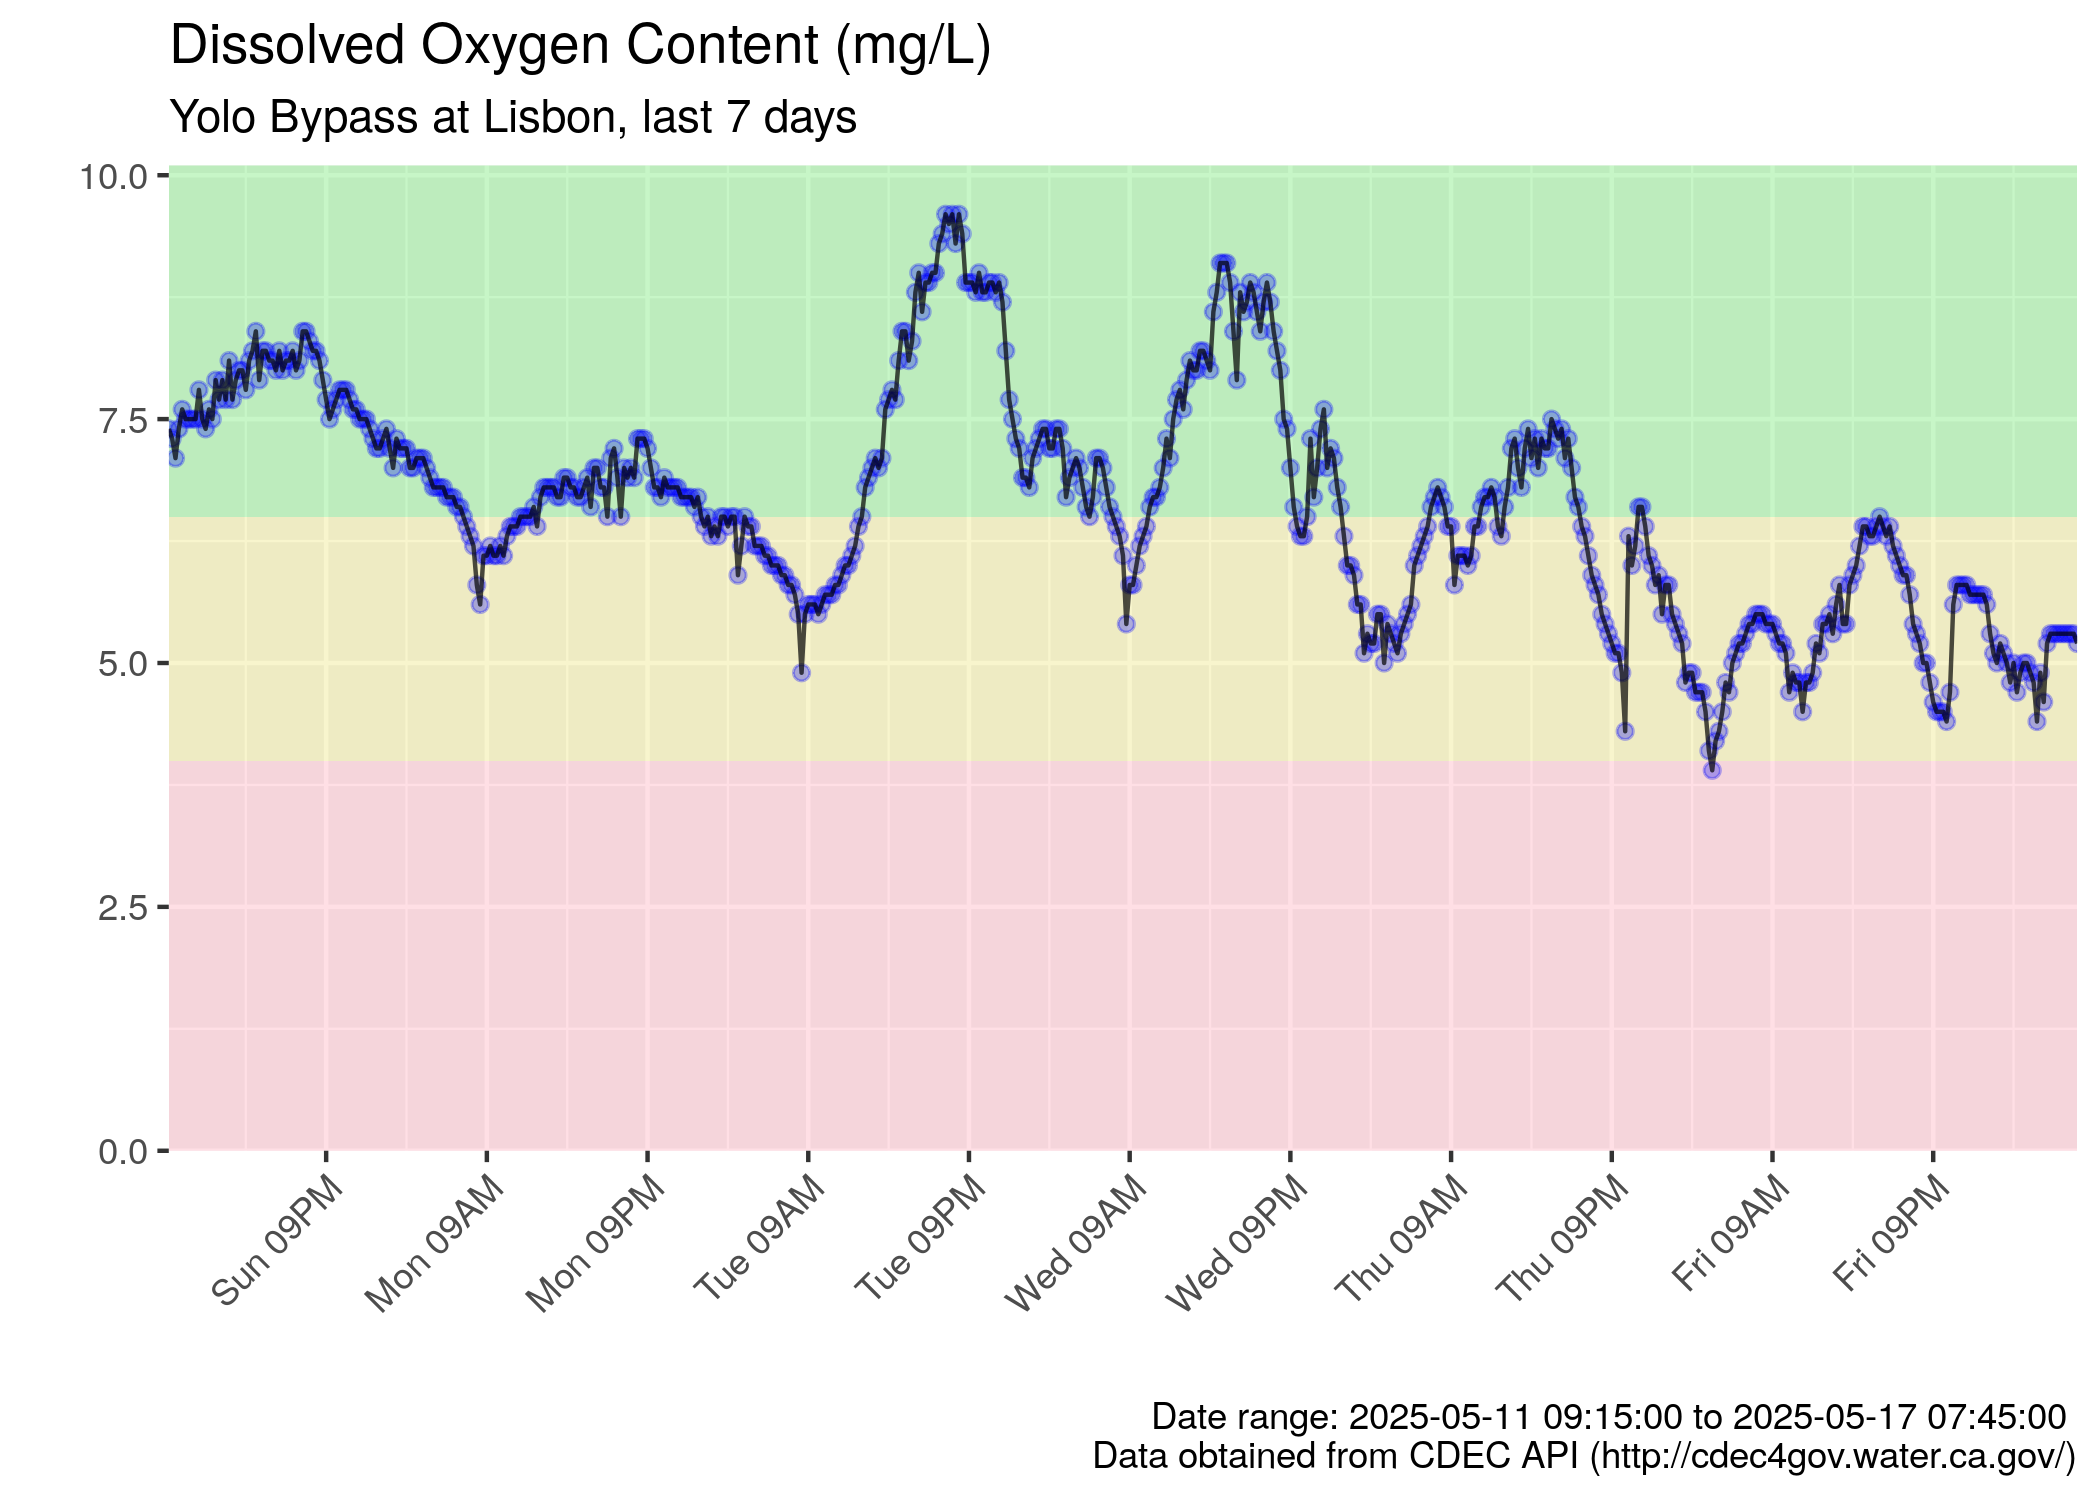 Dissolved Oxygen Content (mg/L)
Yolo Bypass at Lisbon, last 7 days
10.0
7.5
5.0
2.5
0.0
Sun 09PM
Mon 09AM
Mon 09PM
Tue 09AM
Tue 09PM
Wed 09AM
Wed 09PM
Thu 09AM
Thu 09PM
Fri 09AM
Fri 09PM
Date range: 2025-05-11 09:15:00 to 2025-05-17 07:45:00
Data obtained from CDEC API (http://cdec4gov.water.ca.gov/)